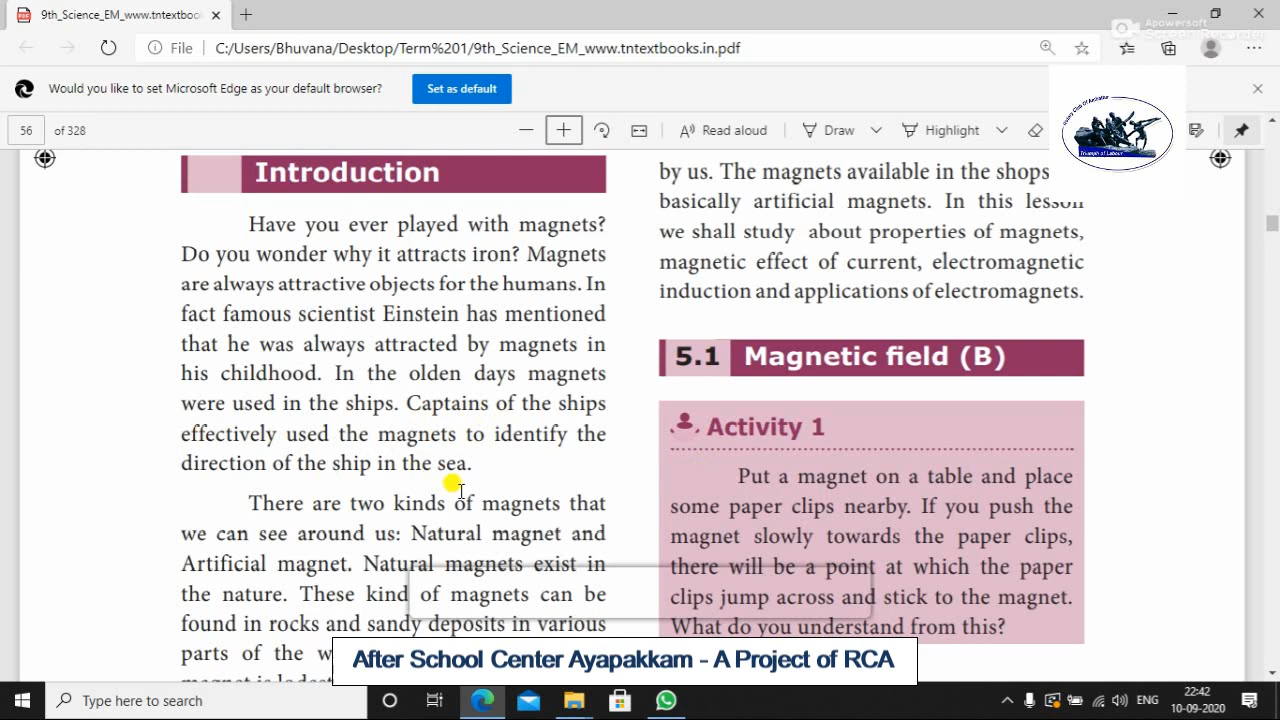 9th_Science_EM_www.tntextbooks
Apowersoft
Screen Recorder
File
C:/Users/Bhuvana/Desktop/Term%201/9th_Science_EM_www.tntextbooks.in.pdf
Would you like to set Microsoft Edge as your default browser?
Set as default
56 of 328
Read aloud
Draw
Highlight
Triumph of Labour
Introduction
Have you ever played with magnets?
Do you wonder why it attracts iron? Magnets
are always attractive objects for the humans. In
fact famous scientist Einstein has mentioned
that he was always attracted by magnets in
his childhood. In the olden days magnets
were used in the ships. Captains of the ships
effectively used the magnets to identify the
direction of the ship in the sea.
There are two kinds of magnets that
we can see around us: Natural magnet and
Artificial magnet. Natural magnets exist in
the nature. These kind of magnets can be
found in rocks and sandy deposits in various
parts of the w
magnet is lodest
by us. The magnets available in the shops
basically artificial magnets. In this lesson
we shall study about properties of magnets,
magnetic effect of current, electromagnetic
induction and applications of electromagnets.
5.1 Magnetic field (B)
Activity 1
Put a magnet on a table and place
some paper clips nearby. If you push the
magnet slowly towards the paper clips,
there will be a point at which the paper
clips jump across and stick to the magnet.
What do you understand from this?
After School Center Ayapakkam - A Project of RCA
Type here to search
ENG
22:42
10-09-2020